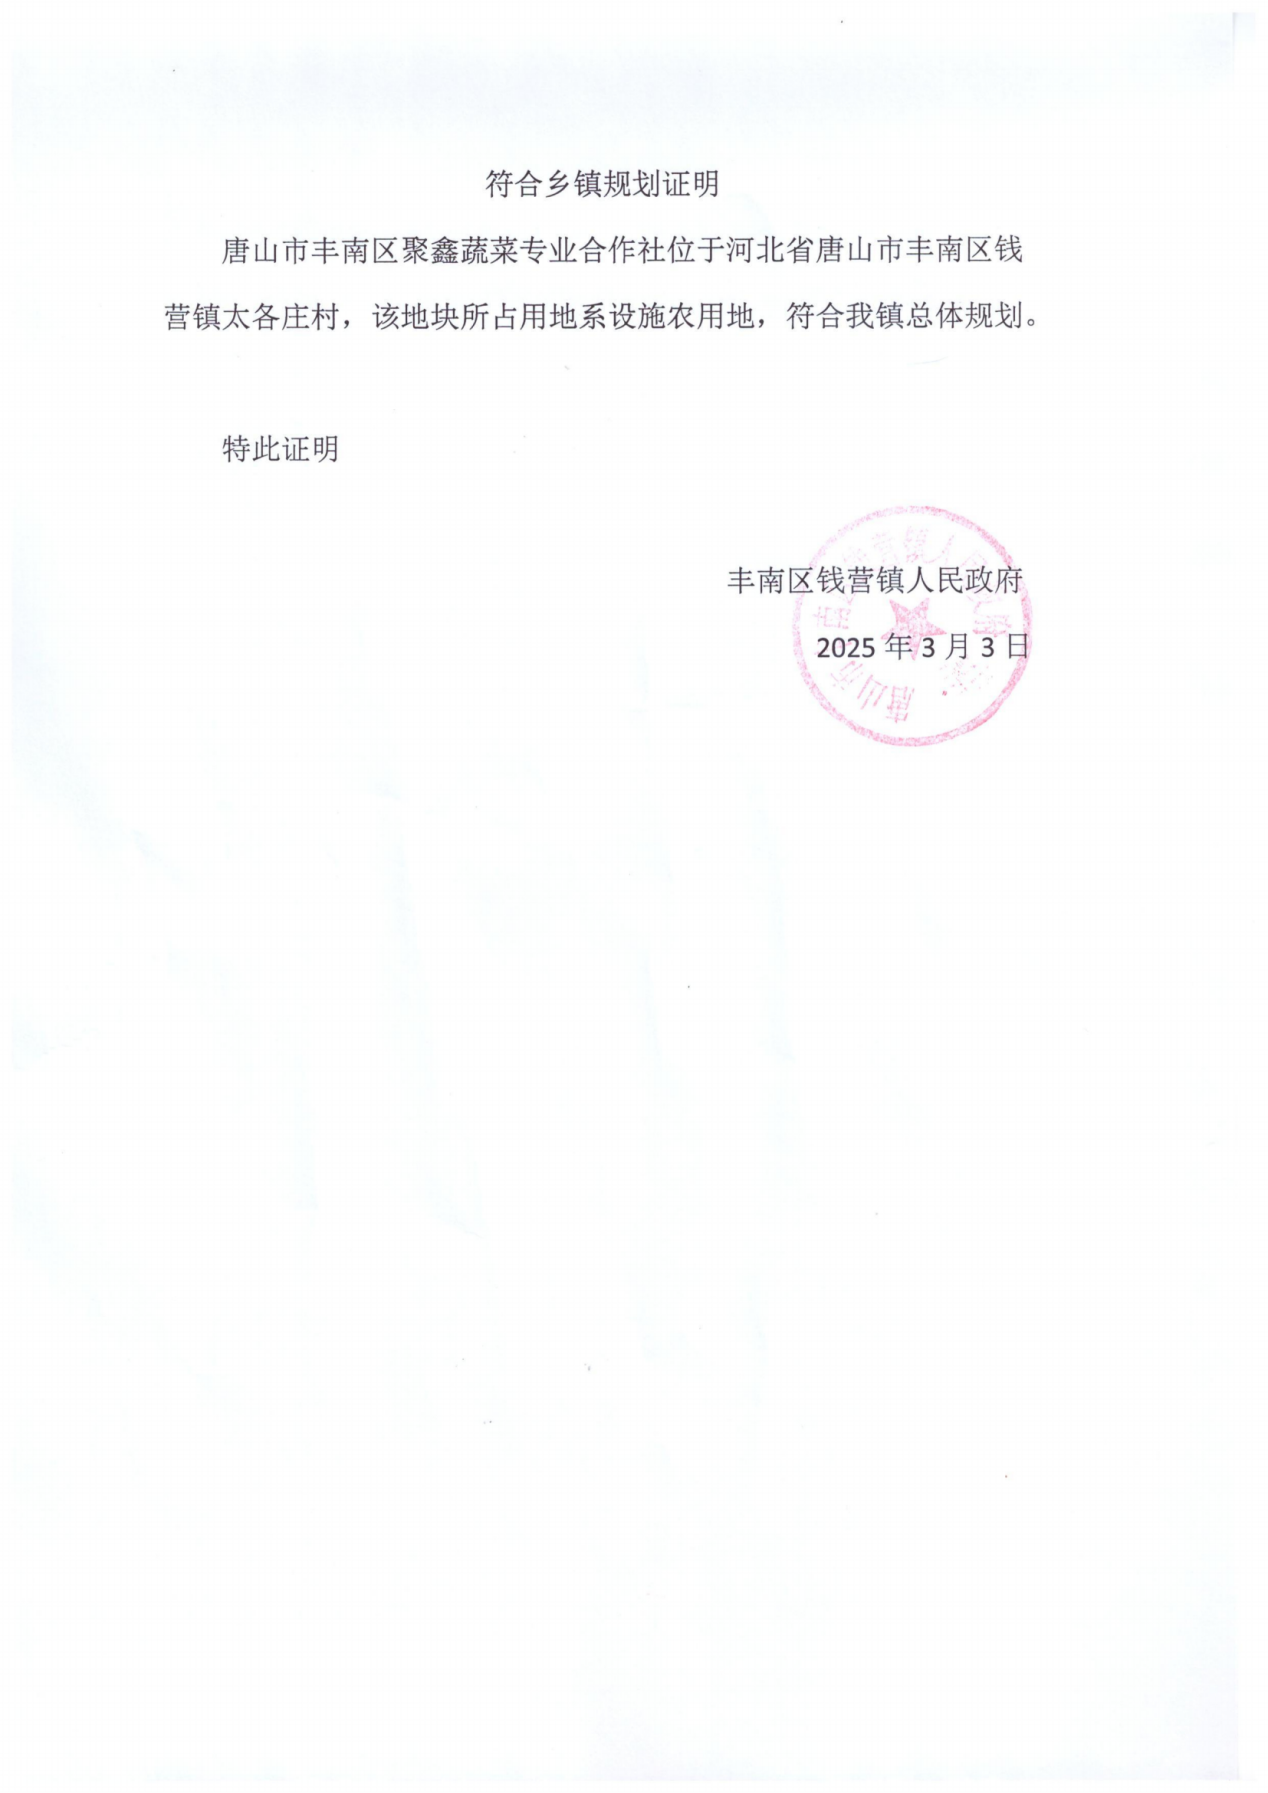 符合乡镇规划证明
唐山市丰南区聚鑫蔬菜专业合作社位于河北省唐山市丰南区钱
营镇太各庄村，该地块所占用地系设施农用地，符合我镇总体规划。
特此证明
丰南区钱营镇人民政府
2025 年 3 月 3 日